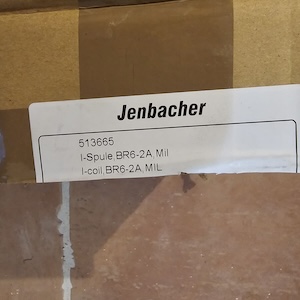 Jenbacher
513665
I-Spule,BR6-2A,Mil
I-coil,BR6-2A,MIL